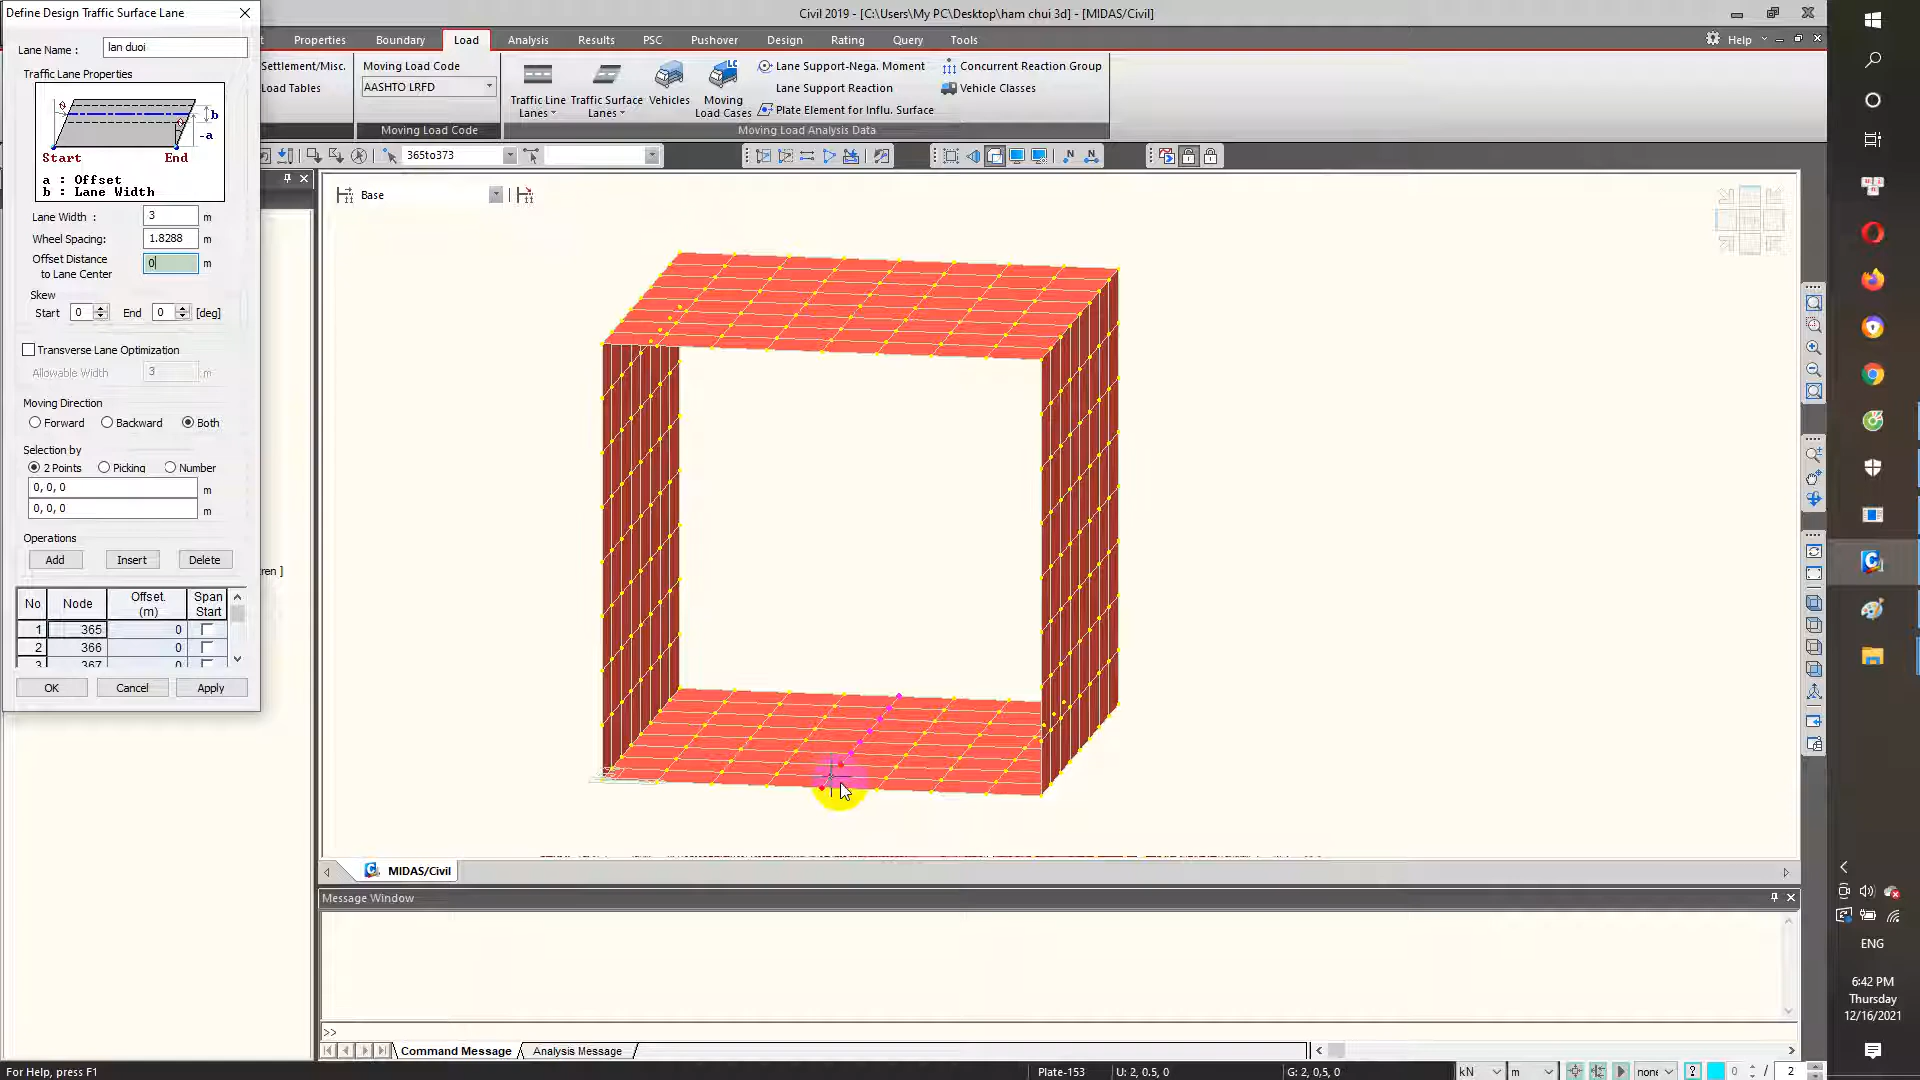 Define Design Traffic Surface Lane
Civil 2019 - [C:\Users\My PC\Desktop\ham chui 3d] - [MIDAS/Civil]
Properties Boundary Load Analysis Results PSC Pushover Design Rating Query Tools Help
Lane Name : lan duoi
Traffic Lane Properties
Start End
b
-a
a : Offset
b : Lane Width
Settlement/Misc.
Load Tables
Moving Load Code
AASHTO LRFD
Moving Load Code
Traffic Line Lanes
Traffic Surface Lanes
Vehicles
Moving Load Cases
Lane Support-Nega. Moment
Lane Support Reaction
Plate Element for Influ. Surface
Concurrent Reaction Group
Vehicle Classes
Moving Load Analysis Data
365to373
Base
Lane Width : 3 m
Wheel Spacing: 1.8288 m
Offset Distance to Lane Center 0 m
Skew
Start 0 End 0 [deg]
Transverse Lane Optimization
Allowable Width 3 m
Moving Direction
Forward Backward Both
Selection by
2 Points Picking Number
0, 0, 0 m
0, 0, 0 m
Operations
Add Insert Delete
ren ]
No Node Offset. (m) Span Start
1 365 0
2 366 0
3 367 0
OK Cancel Apply
MIDAS/Civil
Message Window
>>
Command Message Analysis Message
For Help, press F1
Plate-153 U: 2, 0.5, 0 G: 2, 0.5, 0 kN m none 0 / 2
ENG
6:42 PM
Thursday
12/16/2021